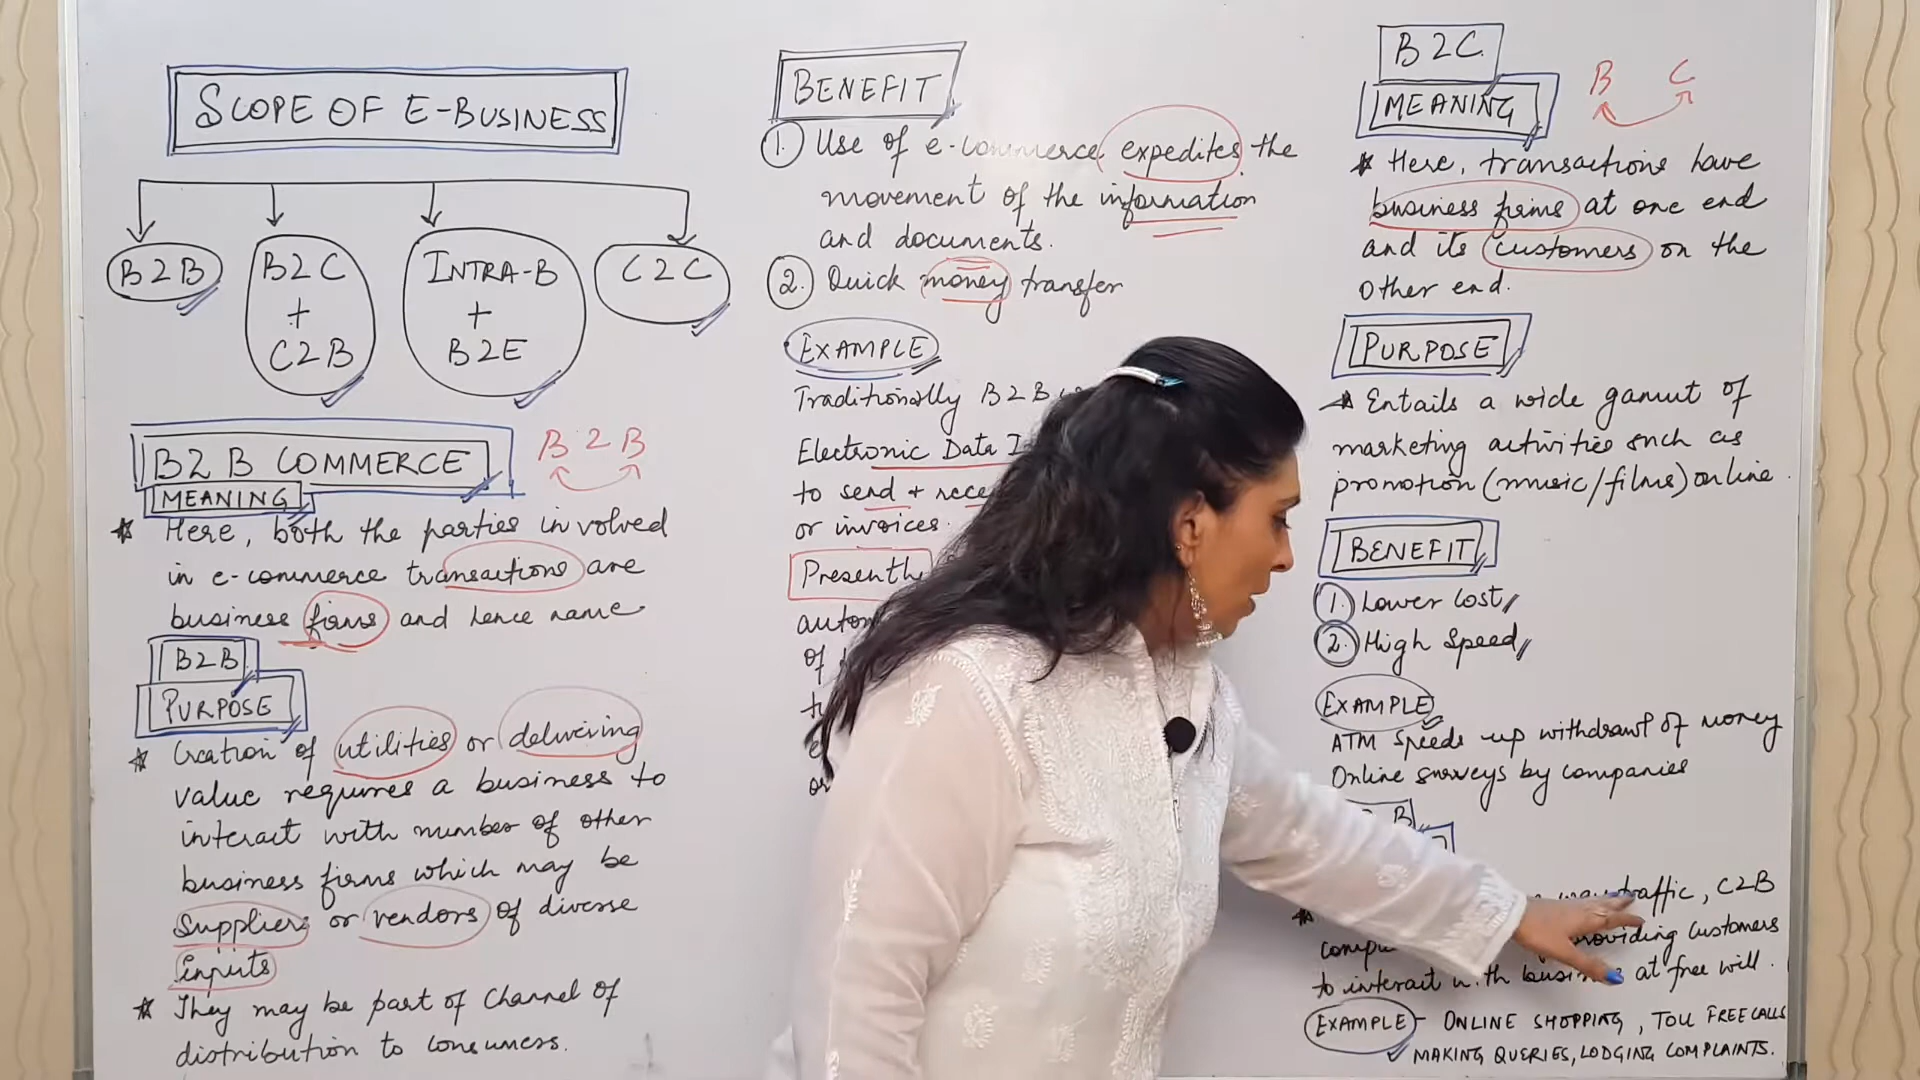 SCOPE OF E-BUSINESS
B2B
B2C
+
C2B
INTRA-B
+
B2E
C2C
B2B COMMERCE
B 2 B
MEANING
Here, both the parties involved
in e-commerce transactions are
business firms and hence name
B2B
PURPOSE
Creation of utilities or delivering
value requires a business to
interact with number of other
business firms which may be
Suppliers or vendors of diverse
inputs
They may be part of Channel of
distribution to consumers.
BENEFIT
1. Use of e-commerce expedites the
movement of the information
and documents.
2. Quick money transfer
EXAMPLE
Traditionally B2B
Electronic Data
to send +
or invoices.
of
B2C
MEANING
B C
Here, transactions have
business firms at one end
and its customers on the
other end.
PURPOSE
Entails a wide gamut of
marketing activities such as
promotion (music/films) online.
BENEFIT
1. Lower Cost
2. High Speed
EXAMPLE
ATM speeds up withdrawl of money
Online surveys by companies
B
traffic, C2B
providing customers
to interact with business at free will.
EXAMPLE - ONLINE SHOPPING, TOLL FREE CALLS
MAKING QUERIES, LODGING COMPLAINTS.